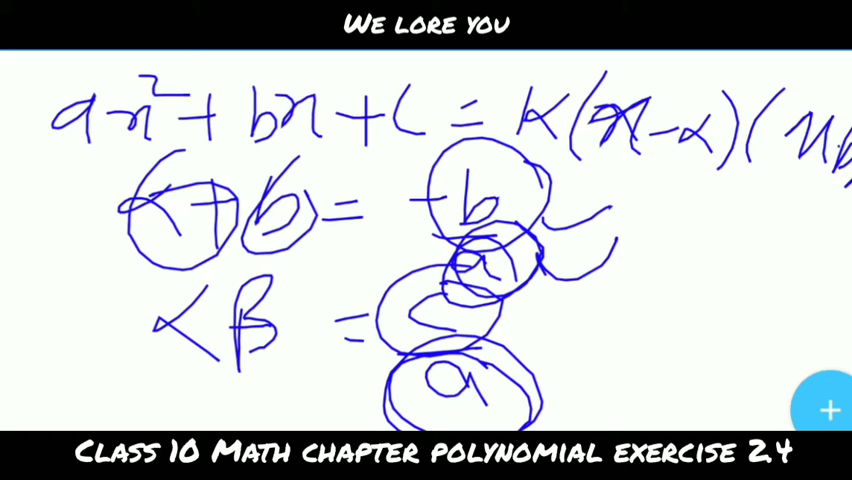 We lore you
ax² + bx + c = K(x-α)(x-β
α+b = -b/a
αβ = c/a
+
Class 10 Math chapter polynomial exercise 2.4